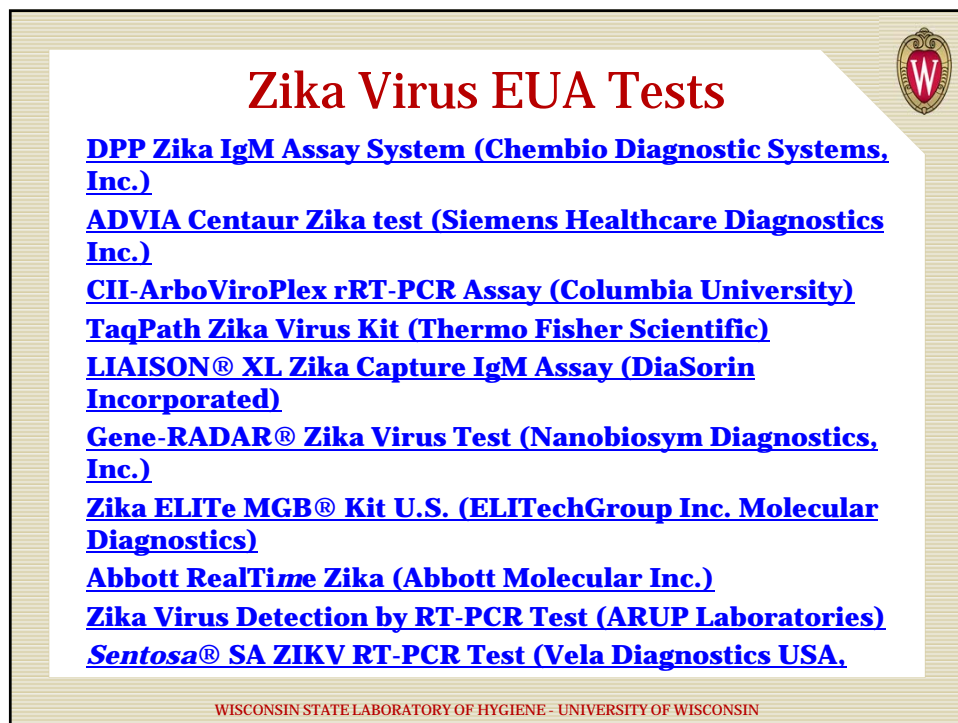 W
Zika Virus EUA Tests
DPP Zika IgM Assay System (Chembio Diagnostic Systems,
Inc.)
ADVIA Centaur Zika test (Siemens Healthcare Diagnostics
Inc.)
CII-ArboViroPlex rRT-PCR Assay (Columbia University)
TaqPath Zika Virus Kit (Thermo Fisher Scientific)
LIAISON® XL Zika Capture IgM Assay (DiaSorin
Incorporated)
Gene-RADAR® Zika Virus Test (Nanobiosym Diagnostics,
Inc.)
Zika ELITe MGB® Kit U.S. (ELITechGroup Inc. Molecular
Diagnostics)
Abbott RealTime Zika (Abbott Molecular Inc.)
Zika Virus Detection by RT-PCR Test (ARUP Laboratories)
Sentosa® SA ZIKV RT-PCR Test (Vela Diagnostics USA,
WISCONSIN STATE LABORATORY OF HYGIENE - UNIVERSITY OF WISCONSIN